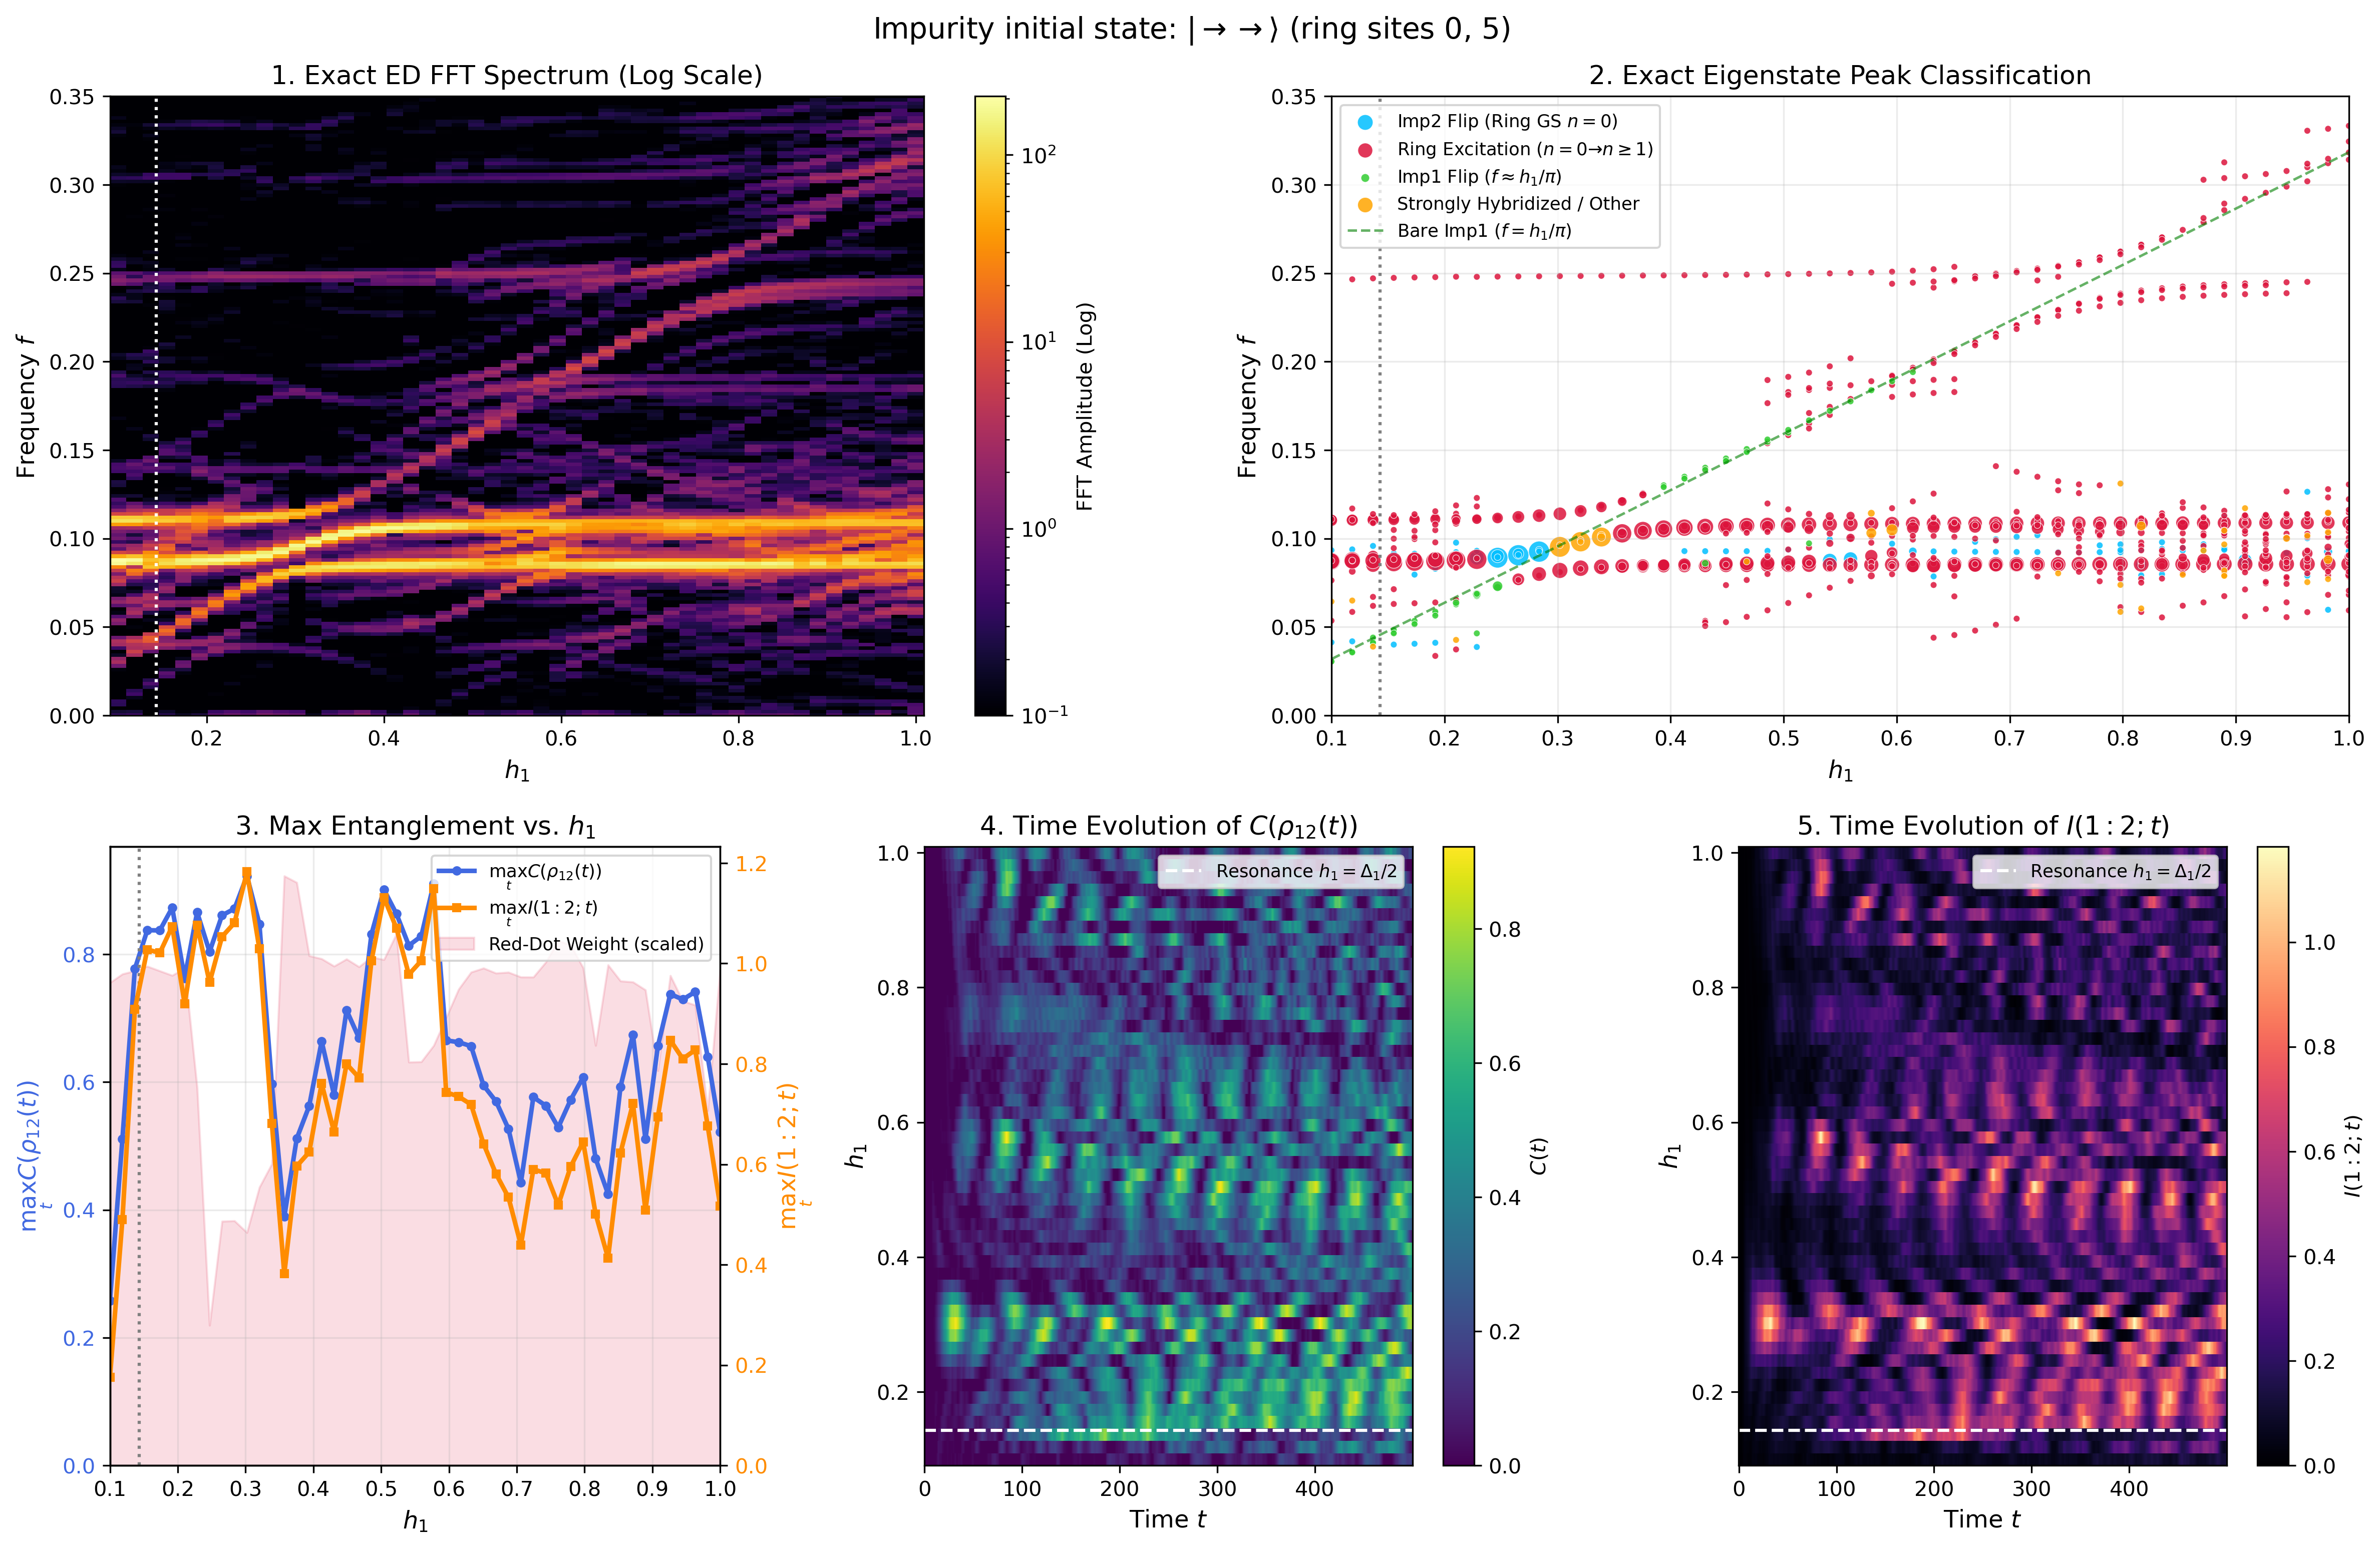 Impurity initial state: |→→⟩ (ring sites 0, 5)
1. Exact ED FFT Spectrum (Log Scale)
0.35
0.30
0.25
0.20
0.15
0.10
0.05
0.00
Frequency f
0.2 0.4 0.6 0.8 1.0
h₁
10²
10¹
10⁰
10⁻¹
FFT Amplitude (Log)
2. Exact Eigenstate Peak Classification
Imp2 Flip (Ring GS n = 0)
Ring Excitation (n = 0→n ≥ 1)
Imp1 Flip (f ≈ h₁/π)
Strongly Hybridized / Other
Bare Imp1 (f = h₁/π)
0.35
0.30
0.25
0.20
0.15
0.10
0.05
0.00
Frequency f
0.1 0.2 0.3 0.4 0.5 0.6 0.7 0.8 0.9 1.0
h₁
3. Max Entanglement vs. h₁
max C(ρ₁₂(t))
t
max I(1 : 2; t)
t
Red-Dot Weight (scaled)
0.8
0.6
0.4
0.2
0.0
max C(ρ₁₂(t))
t
1.2
1.0
0.8
0.6
0.4
0.2
0.0
max I(1 : 2; t)
t
0.1 0.2 0.3 0.4 0.5 0.6 0.7 0.8 0.9 1.0
h₁
4. Time Evolution of C(ρ₁₂(t))
Resonance h₁ = Δ₁/2
1.0
0.8
0.6
0.4
0.2
h₁
0 100 200 300 400
Time t
0.8
0.6
0.4
0.2
0.0
C(t)
5. Time Evolution of I(1 : 2; t)
Resonance h₁ = Δ₁/2
1.0
0.8
0.6
0.4
0.2
h₁
0 100 200 300 400
Time t
1.0
0.8
0.6
0.4
0.2
0.0
I(1 : 2; t)